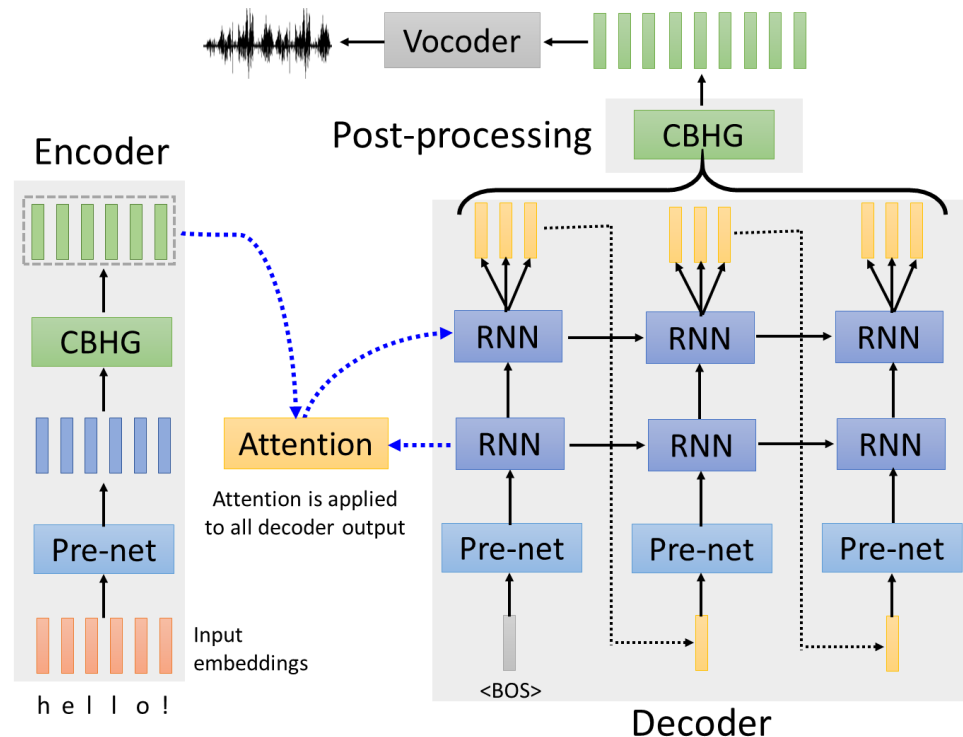 Vocoder
Post-processing
CBHG
Encoder
CBHG
Pre-net
Input
embeddings
h e l l o !
Attention
Attention is applied
to all decoder output
RNN
RNN
RNN
RNN
RNN
RNN
Pre-net
Pre-net
Pre-net
<BOS>
Decoder